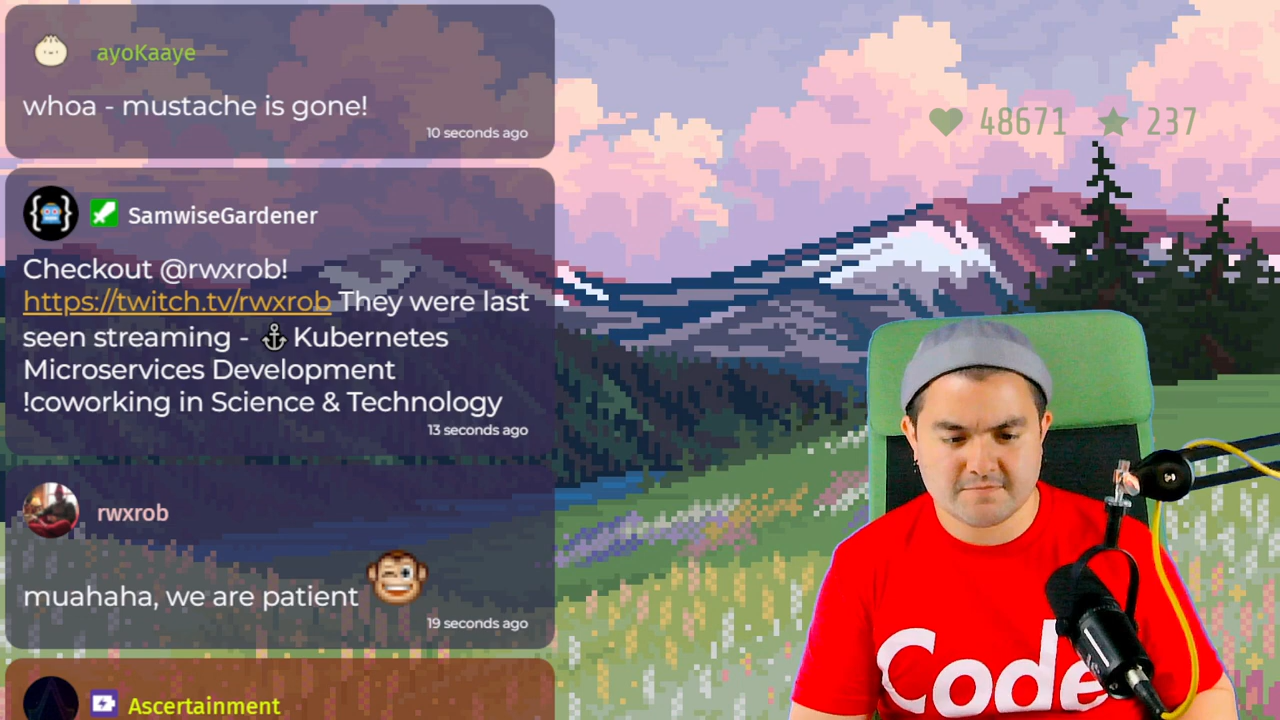 ayoKaaye
whoa - mustache is gone!
10 seconds ago
48671 237
SamwiseGardener
Checkout @rwxrob!
https://twitch.tv/rwxrob They were last
seen streaming - ⚓ Kubernetes
Microservices Development
!coworking in Science & Technology
13 seconds ago
rwxrob
muahaha, we are patient
19 seconds ago
Ascertainment
Code